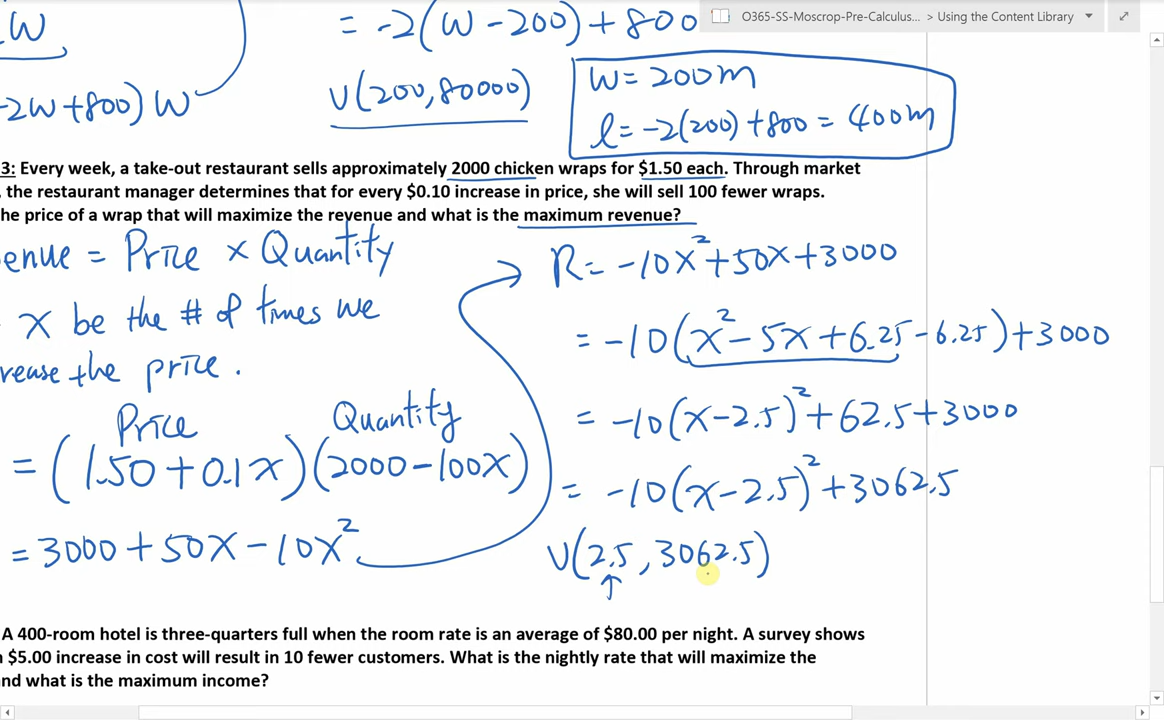 W
= -2(W-200)+800
O365-SS-Moscrop-Pre-Calculus... > Using the Content Library
-2W+800)W
V(200,80000)
W=200m
l=-2(200)+800=400m
3: Every week, a take-out restaurant sells approximately 2000 chicken wraps for $1.50 each. Through market
, the restaurant manager determines that for every $0.10 increase in price, she will sell 100 fewer wraps.
he price of a wrap that will maximize the revenue and what is the maximum revenue?
enue = Price x Quantity
x be the # of times we
rease the price.
Price Quantity
= (1.50+0.1x)(2000-100x)
= 3000+50x-10x²
R= -10x²+50x+3000
= -10(x²-5x+6.25-6.25)+3000
= -10(x-2.5)²+62.5+3000
= -10(x-2.5)²+3062.5
V(2.5,3062.5)
A 400-room hotel is three-quarters full when the room rate is an average of $80.00 per night. A survey shows
$5.00 increase in cost will result in 10 fewer customers. What is the nightly rate that will maximize the
nd what is the maximum income?